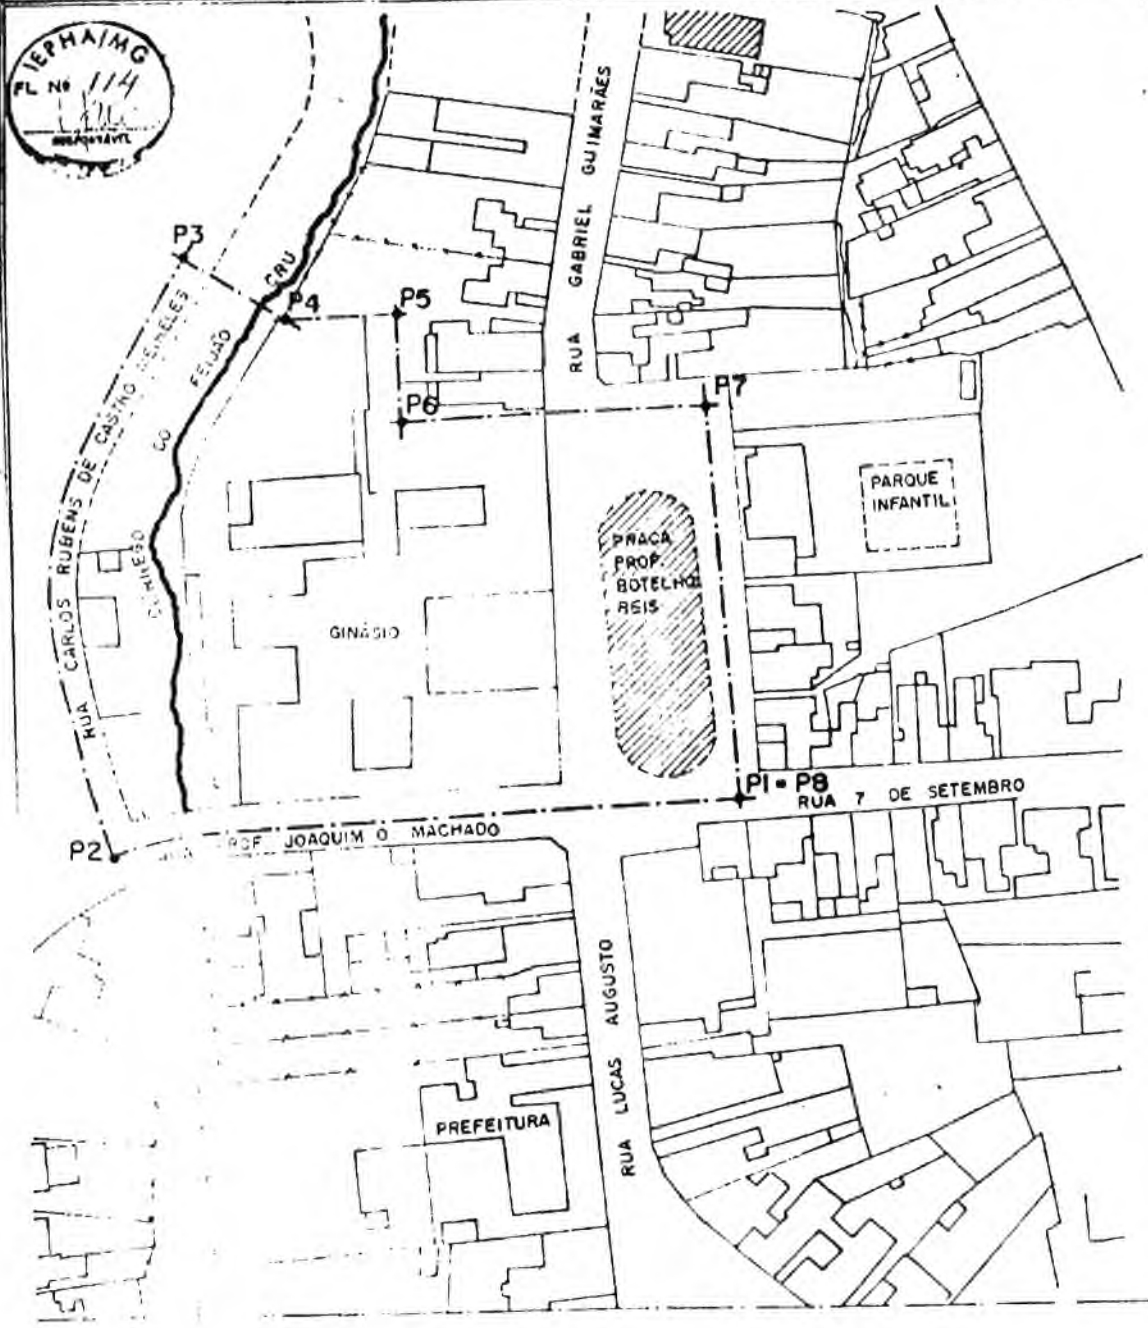 IEPHA/MG
FL Nº 114
RUA GABRIEL GUIMARÃES
P3
P4
P5
P6
P7
CÓRREGO DO FEIJÃO CRU
RUA CARLOS RUBENS DE CASTRO MEIRELES
PARQUE
INFANTIL
PRAÇA
PROF.
BOTELHO
REIS
GINÁSIO
P1 = P8
RUA 7 DE SETEMBRO
P2
PROF. JOAQUIM O MACHADO
RUA LUCAS AUGUSTO
PREFEITURA